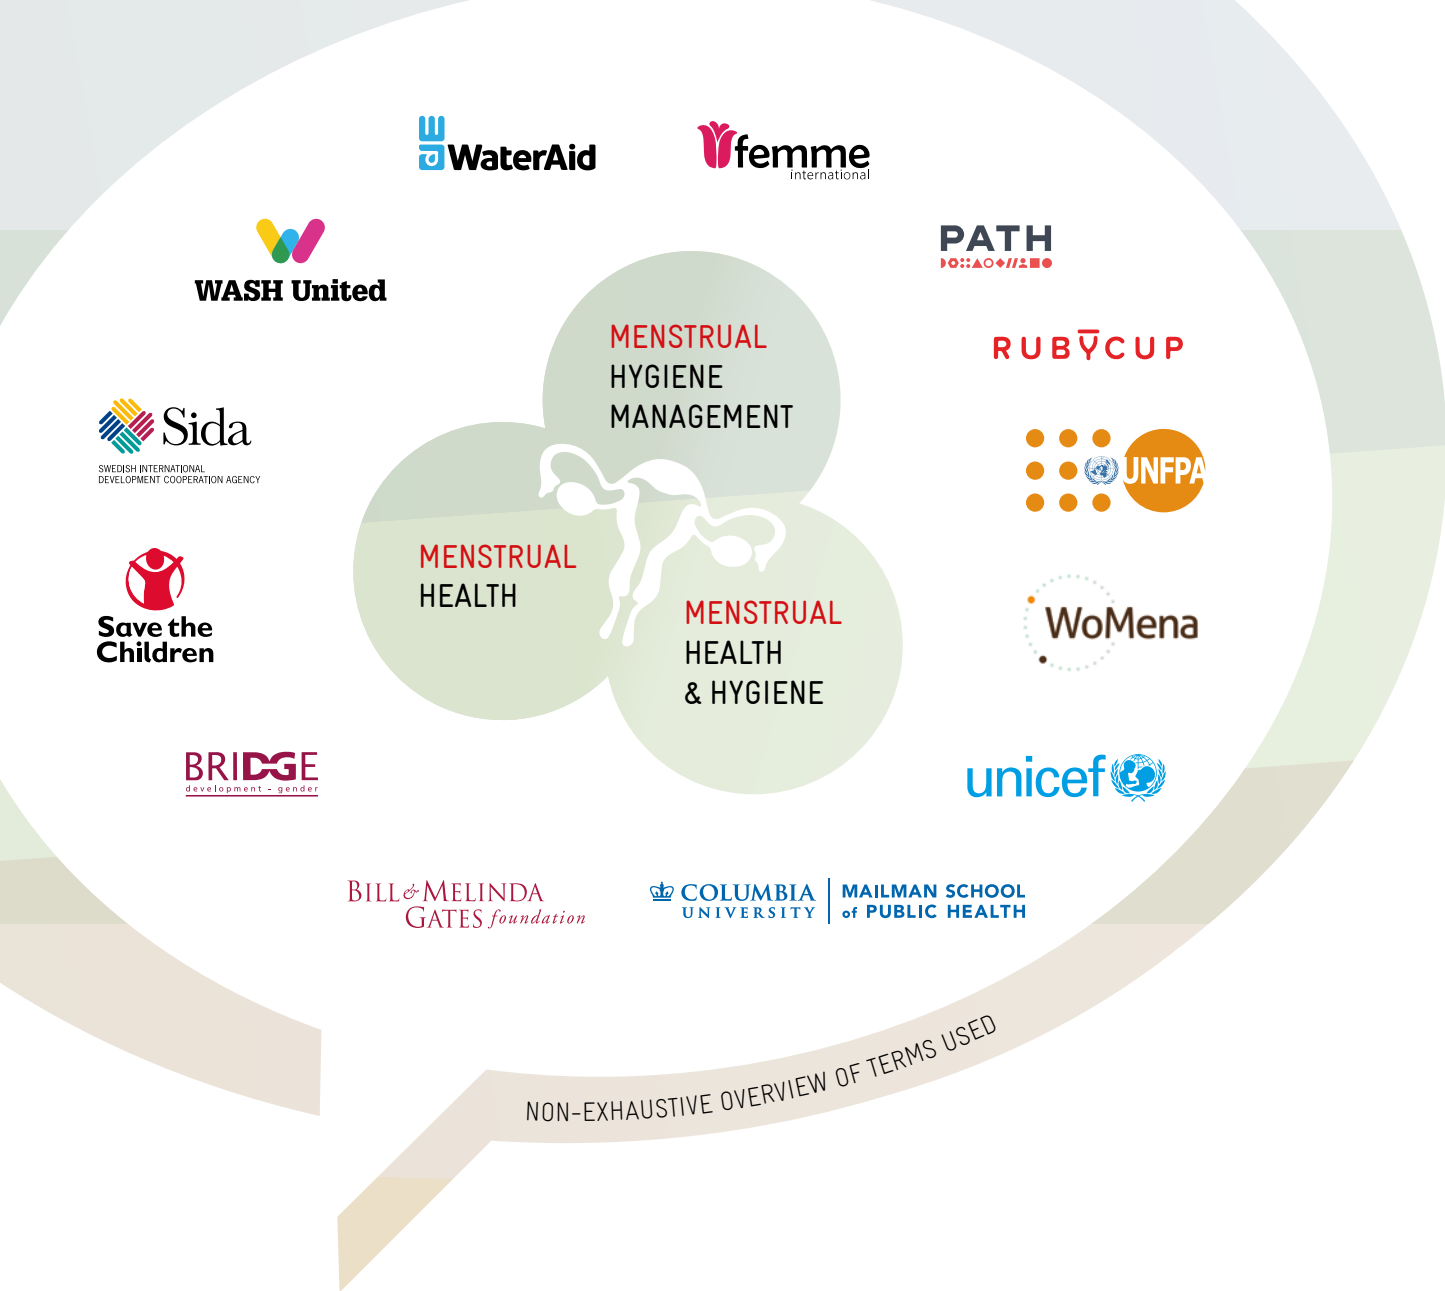 WaterAid
femme
international
WASH United
PATH
MENSTRUAL
HYGIENE
MANAGEMENT
RUBYCUP
Sida
SWEDISH INTERNATIONAL
DEVELOPMENT COOPERATION AGENCY
UNFPA
MENSTRUAL
HEALTH
Save the
Children
MENSTRUAL
HEALTH
& HYGIENE
WoMena
BRIDGE
development - gender
unicef
BILL & MELINDA
GATES foundation
COLUMBIA
UNIVERSITY
MAILMAN SCHOOL
of PUBLIC HEALTH
NON-EXHAUSTIVE OVERVIEW OF TERMS USED